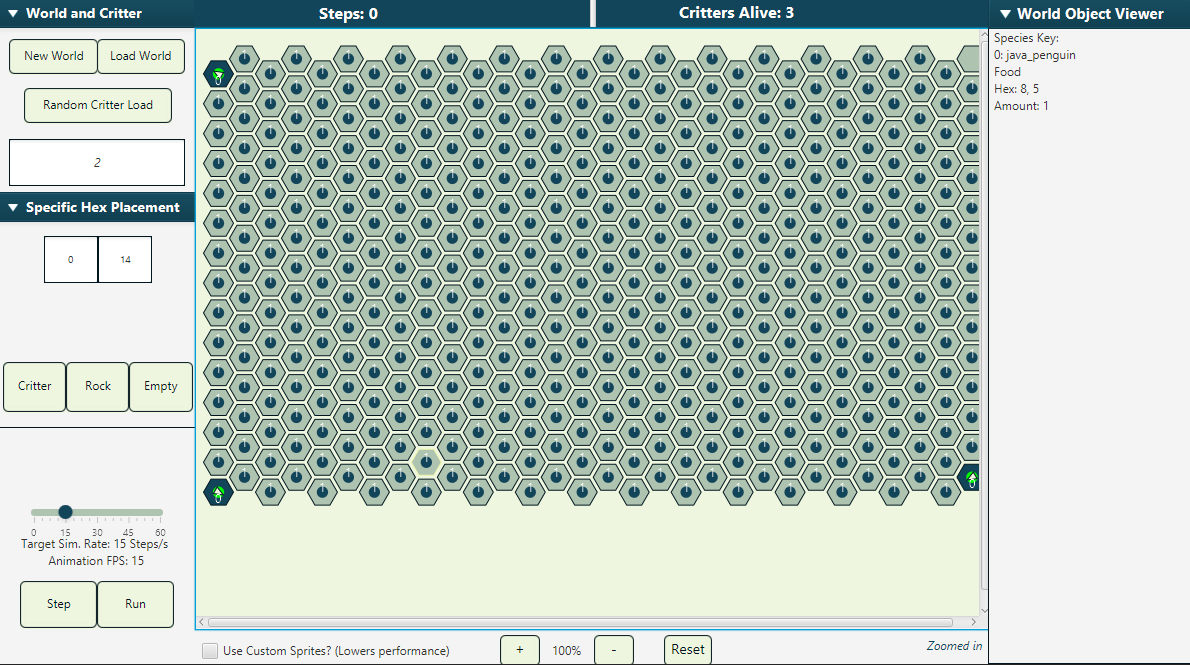 World and Critter
Steps: 0
Critters Alive: 3
World Object Viewer
New World
Load World
Random Critter Load
2
Specific Hex Placement
0
14
Critter
Rock
Empty
0 15 30 45 60
Target Sim. Rate: 15 Steps/s
Animation FPS: 15
Step
Run
Use Custom Sprites? (Lowers performance)
+
100%
-
Reset
Zoomed in
Species Key:
0: java_penguin
Food
Hex: 8, 5
Amount: 1